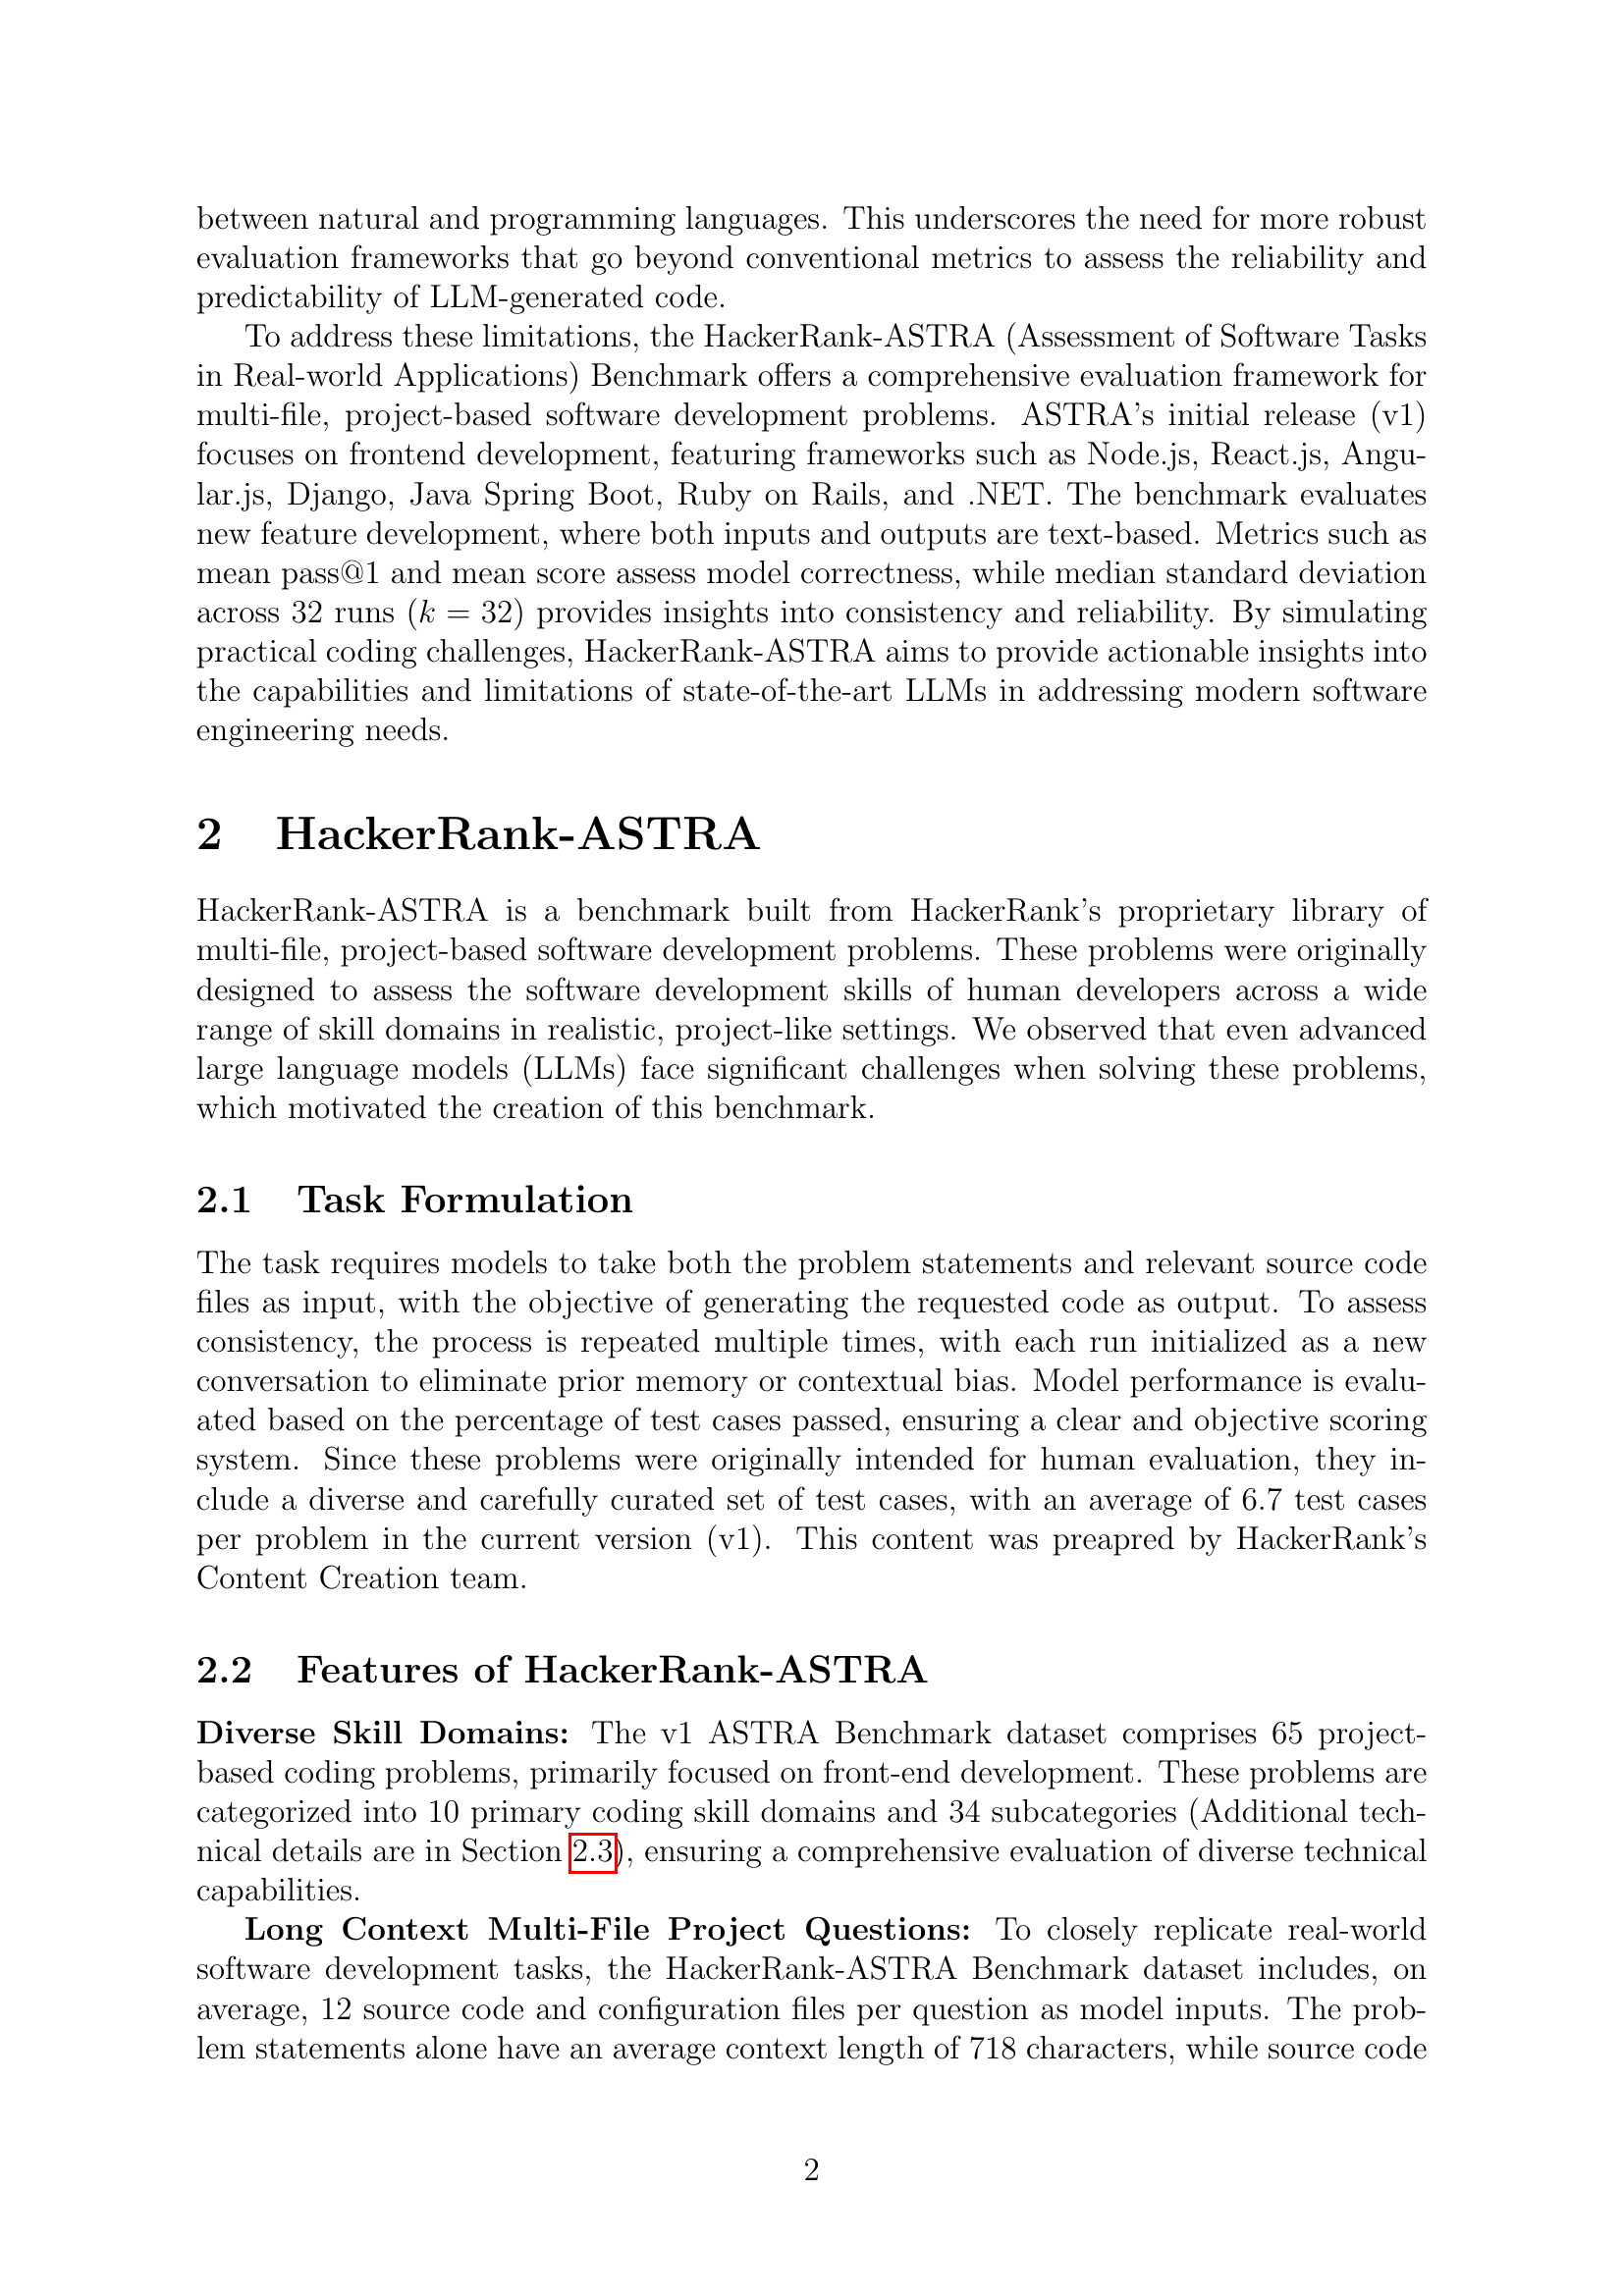 between natural and programming languages. This underscores the need for more robust
evaluation frameworks that go beyond conventional metrics to assess the reliability and
predictability of LLM-generated code.
To address these limitations, the HackerRank-ASTRA (Assessment of Software Tasks
in Real-world Applications) Benchmark offers a comprehensive evaluation framework for
multi-file, project-based software development problems. ASTRA's initial release (v1)
focuses on frontend development, featuring frameworks such as Node.js, React.js, Angu-
lar.js, Django, Java Spring Boot, Ruby on Rails, and .NET. The benchmark evaluates
new feature development, where both inputs and outputs are text-based. Metrics such as
mean pass@1 and mean score assess model correctness, while median standard deviation
across 32 runs (k = 32) provides insights into consistency and reliability. By simulating
practical coding challenges, HackerRank-ASTRA aims to provide actionable insights into
the capabilities and limitations of state-of-the-art LLMs in addressing modern software
engineering needs.
2 HackerRank-ASTRA
HackerRank-ASTRA is a benchmark built from HackerRank's proprietary library of
multi-file, project-based software development problems. These problems were originally
designed to assess the software development skills of human developers across a wide
range of skill domains in realistic, project-like settings. We observed that even advanced
large language models (LLMs) face significant challenges when solving these problems,
which motivated the creation of this benchmark.
2.1 Task Formulation
The task requires models to take both the problem statements and relevant source code
files as input, with the objective of generating the requested code as output. To assess
consistency, the process is repeated multiple times, with each run initialized as a new
conversation to eliminate prior memory or contextual bias. Model performance is evalu-
ated based on the percentage of test cases passed, ensuring a clear and objective scoring
system. Since these problems were originally intended for human evaluation, they in-
clude a diverse and carefully curated set of test cases, with an average of 6.7 test cases
per problem in the current version (v1). This content was preapred by HackerRank's
Content Creation team.
2.2 Features of HackerRank-ASTRA
Diverse Skill Domains: The v1 ASTRA Benchmark dataset comprises 65 project-
based coding problems, primarily focused on front-end development. These problems are
categorized into 10 primary coding skill domains and 34 subcategories (Additional tech-
nical details are in Section 2.3), ensuring a comprehensive evaluation of diverse technical
capabilities.
Long Context Multi-File Project Questions: To closely replicate real-world
software development tasks, the HackerRank-ASTRA Benchmark dataset includes, on
average, 12 source code and configuration files per question as model inputs. The prob-
lem statements alone have an average context length of 718 characters, while source code
2